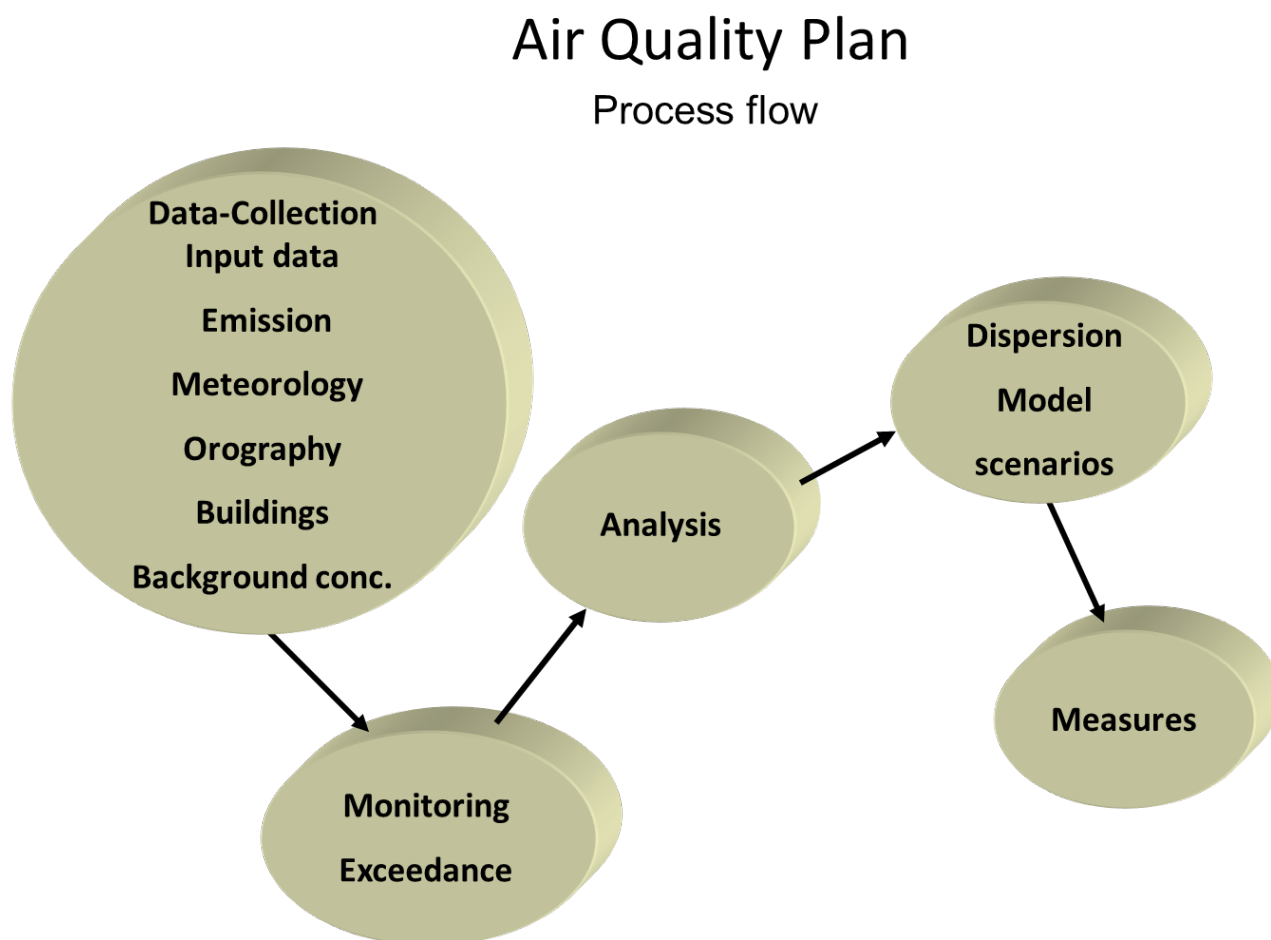 Air Quality Plan
Process flow
Data-Collection
Input data
Emission
Meteorology
Orography
Buildings
Background conc.
Monitoring
Exceedance
Analysis
Dispersion
Model
scenarios
Measures